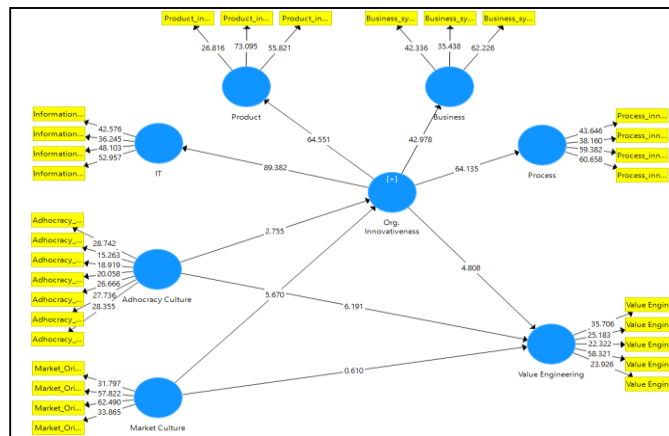 Product_in...
Product_in...
Product_in...
Business_sy...
Business_sy...
Business_sy...
26.816
73.095
55.821
42.336
35.438
62.226
Product
Business
Information...
Information...
Information...
Information...
42.576
36.245
48.103
52.957
IT
64.551
42.978
89.382
64.135
[+]
Org.
Innovativeness
43.646
38.160
59.382
60.658
Process
Process_inn...
Process_inn...
Process_inn...
Process_inn...
Adhocracy_...
Adhocracy_...
Adhocracy_...
Adhocracy_...
Adhocracy_...
Adhocracy_...
Adhocracy_...
28.742
15.263
18.919
20.058
26.666
27.736
28.355
Adhocracy Culture
2.755
5.670
6.191
4.808
0.610
Market_Ori...
Market_Ori...
Market_Ori...
Market_Ori...
31.797
57.822
62.490
33.865
Market Culture
Value Engineering
35.706
25.183
22.322
58.321
23.926
Value Engin
Value Engin
Value Engin
Value Engin
Value Engin